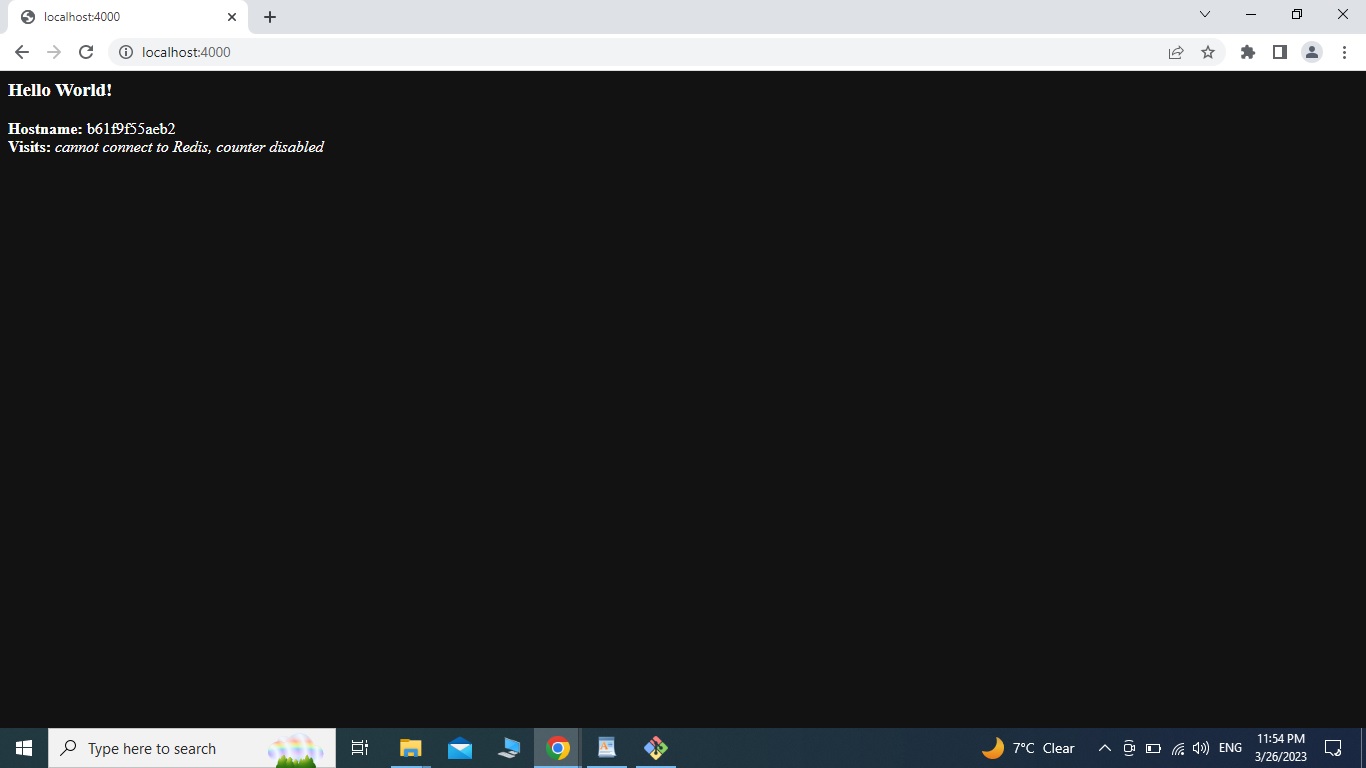 localhost:4000
localhost:4000
Hello World!
Hostname: b61f9f55aeb2
Visits: cannot connect to Redis, counter disabled
Type here to search
7°C Clear
ENG
11:54 PM
3/26/2023